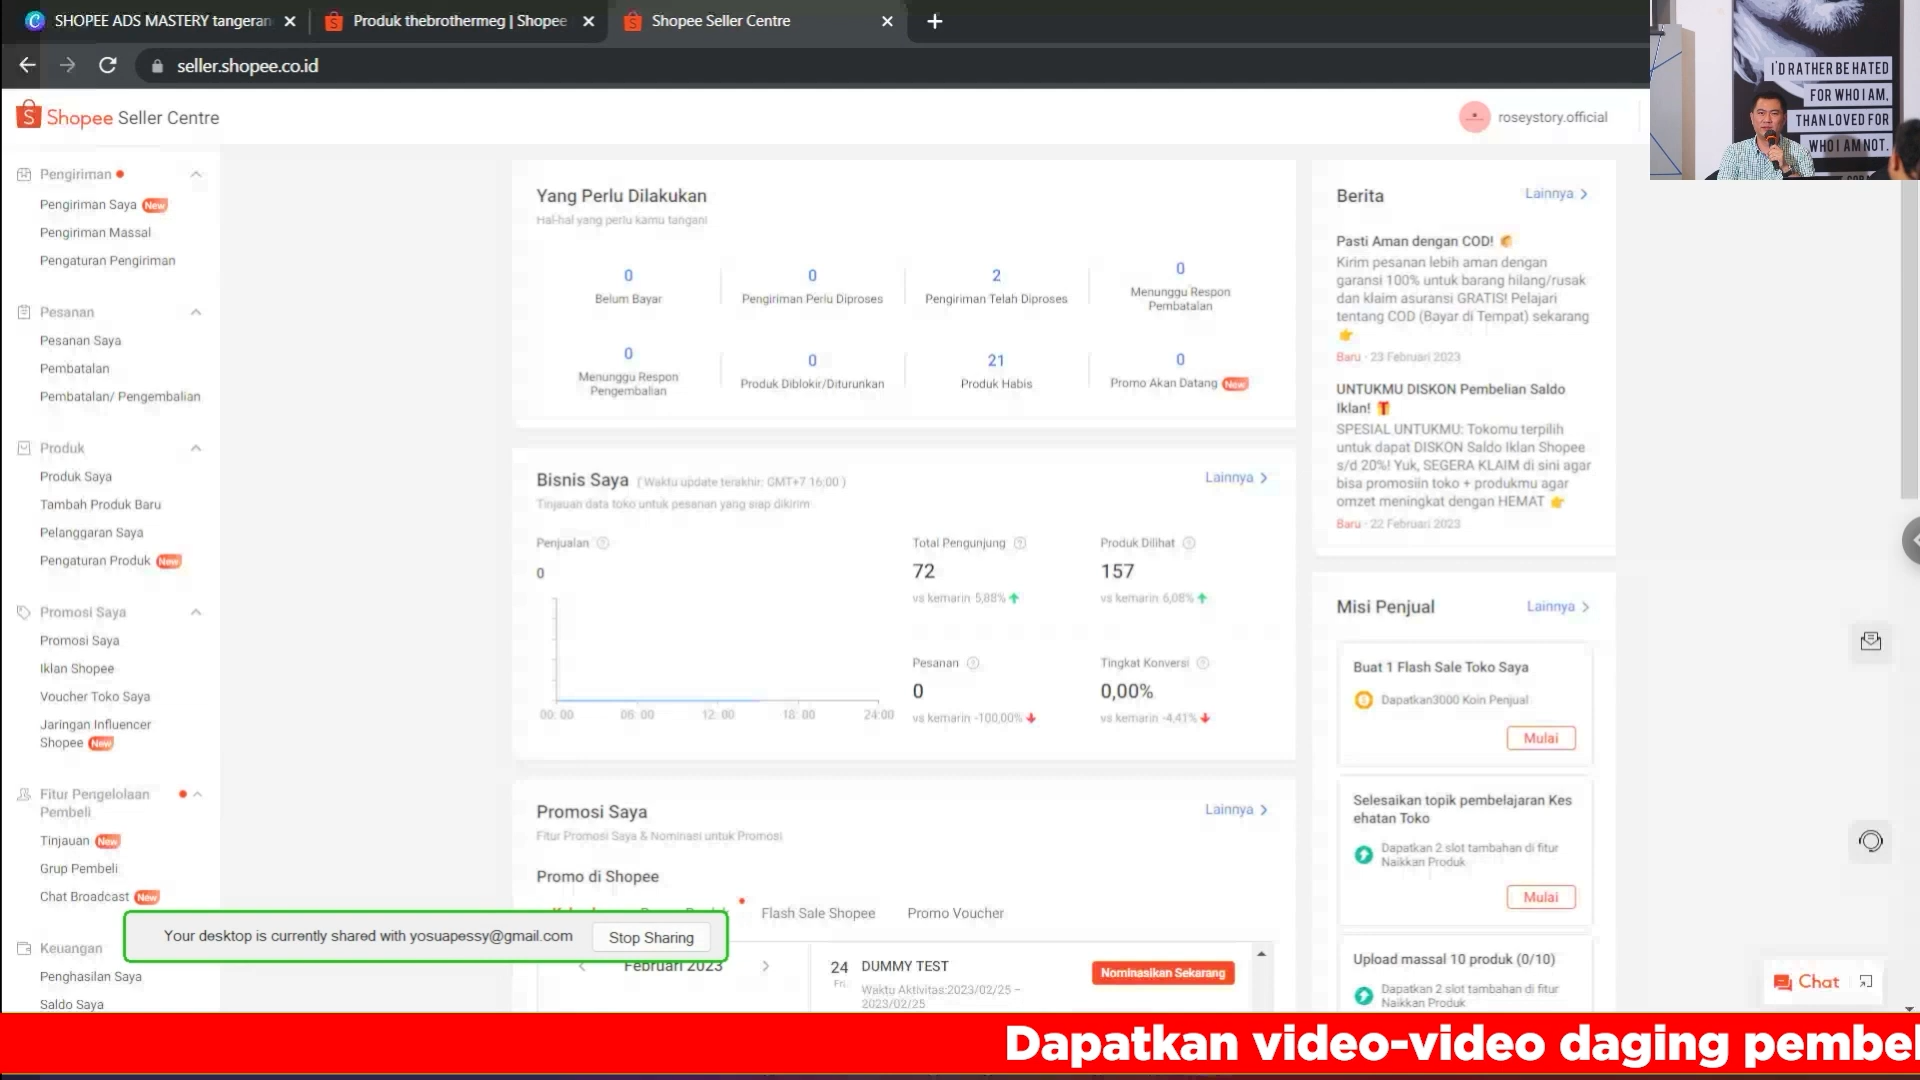 SHOPEE ADS MASTERY tangeran
Produk thebrothermeg | Shopee
Shopee Seller Centre
seller.shopee.co.id
Shopee Seller Centre
roseystory.official
I'D RATHER BE HATED
FOR WHO I AM,
THAN LOVED FOR
WHO I AM NOT.
Pengiriman
Pengiriman Saya New
Pengiriman Massal
Pengaturan Pengiriman
Pesanan
Pesanan Saya
Pembatalan
Pembatalan/ Pengembalian
Produk
Produk Saya
Tambah Produk Baru
Pelanggaran Saya
Pengaturan Produk New
Promosi Saya
Promosi Saya
Iklan Shopee
Voucher Toko Saya
Jaringan Influencer
Shopee New
Fitur Pengelolaan
Pembeli
Tinjauan New
Grup Pembeli
Chat Broadcast New
Keuangan
Penghasilan Saya
Saldo Saya
Yang Perlu Dilakukan
Hal-hal yang perlu kamu tangani
0
Belum Bayar
0
Pengiriman Perlu Diproses
2
Pengiriman Telah Diproses
0
Menunggu Respon
Pembatalan
0
Menunggu Respon
Pengembalian
0
Produk Diblokir/Diturunkan
21
Produk Habis
0
Promo Akan Datang New
Bisnis Saya ( Waktu update terakhir: GMT+7 16:00 )
Lainnya
Tinjauan data toko untuk pesanan yang siap dikirim
Penjualan
0
00: 00 06: 00 12: 00 18: 00 24:00
Total Pengunjung
72
vs kemarin 5,88%
Produk Dilihat
157
vs kemarin 6,08%
Pesanan
0
vs kemarin -100,00%
Tingkat Konversi
0,00%
vs kemarin -4,41%
Promosi Saya
Lainnya
Fitur Promosi Saya & Nominasi untuk Promosi
Promo di Shopee
Flash Sale Shopee
Promo Voucher
Februari 2023
24
Fri.
DUMMY TEST
Waktu Aktivitas:2023/02/25 –
2023/02/25
Nominasikan Sekarang
Your desktop is currently shared with yosuapessy@gmail.com
Stop Sharing
Berita
Lainnya
Pasti Aman dengan COD!
Kirim pesanan lebih aman dengan
garansi 100% untuk barang hilang/rusak
dan klaim asuransi GRATIS! Pelajari
tentang COD (Bayar di Tempat) sekarang
Baru · 23 Februari 2023
UNTUKMU DISKON Pembelian Saldo
Iklan!
SPESIAL UNTUKMU: Tokomu terpilih
untuk dapat DISKON Saldo Iklan Shopee
s/d 20%! Yuk, SEGERA KLAIM di sini agar
bisa promosiin toko + produkmu agar
omzet meningkat dengan HEMAT
Baru · 22 Februari 2023
Misi Penjual
Lainnya
Buat 1 Flash Sale Toko Saya
Dapatkan3000 Koin Penjual
Mulai
Selesaikan topik pembelajaran Kes
ehatan Toko
Dapatkan 2 slot tambahan di fitur
Naikkan Produk
Mulai
Upload massal 10 produk (0/10)
Dapatkan 2 slot tambahan di fitur
Naikkan Produk
Chat
Dapatkan video-video daging pembel